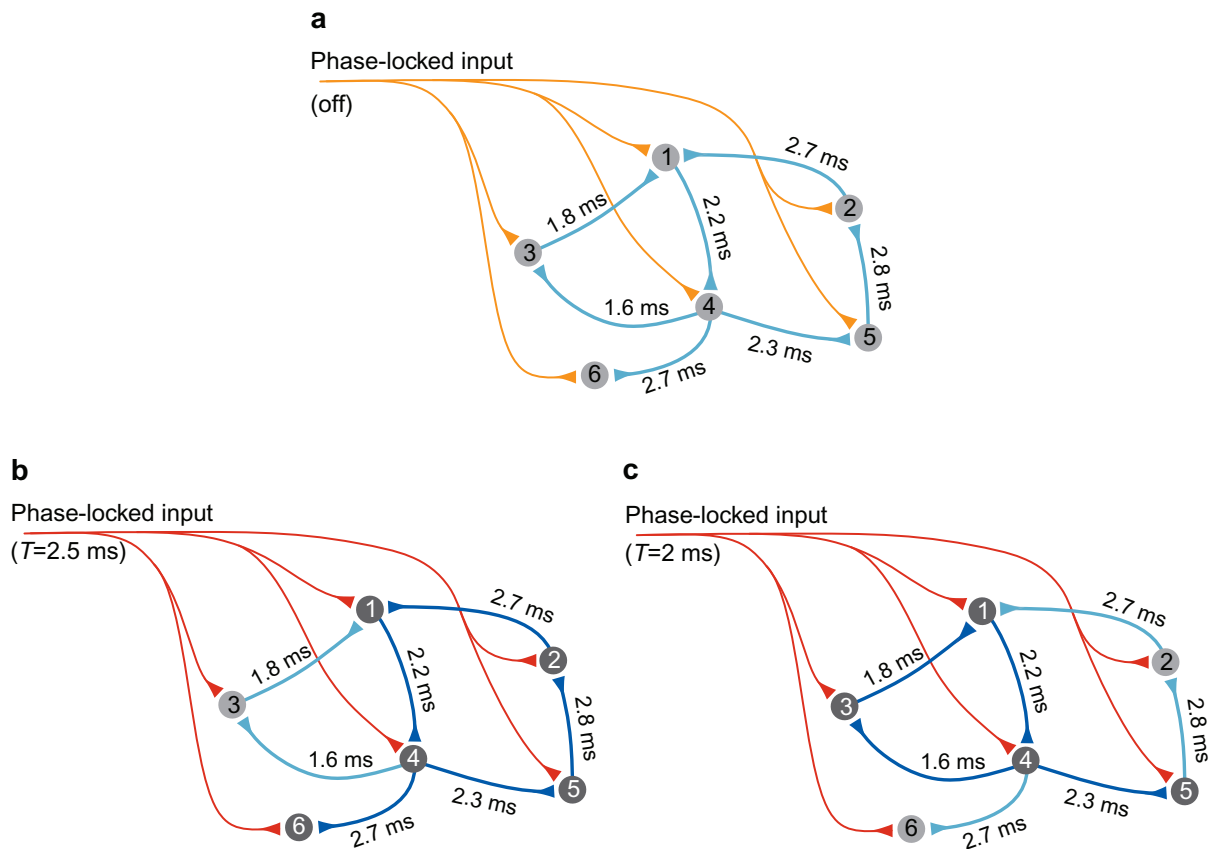 a
Phase-locked input
(off)
1
2.7 ms
2
1.8 ms
2.2 ms
3
2.8 ms
1.6 ms
4
2.3 ms
5
6
2.7 ms
b
Phase-locked input
(T=2.5 ms)
1
2.7 ms
2
1.8 ms
2.2 ms
3
2.8 ms
1.6 ms
4
2.3 ms
5
6
2.7 ms
c
Phase-locked input
(T=2 ms)
1
2.7 ms
2
1.8 ms
2.2 ms
3
2.8 ms
1.6 ms
4
2.3 ms
5
6
2.7 ms